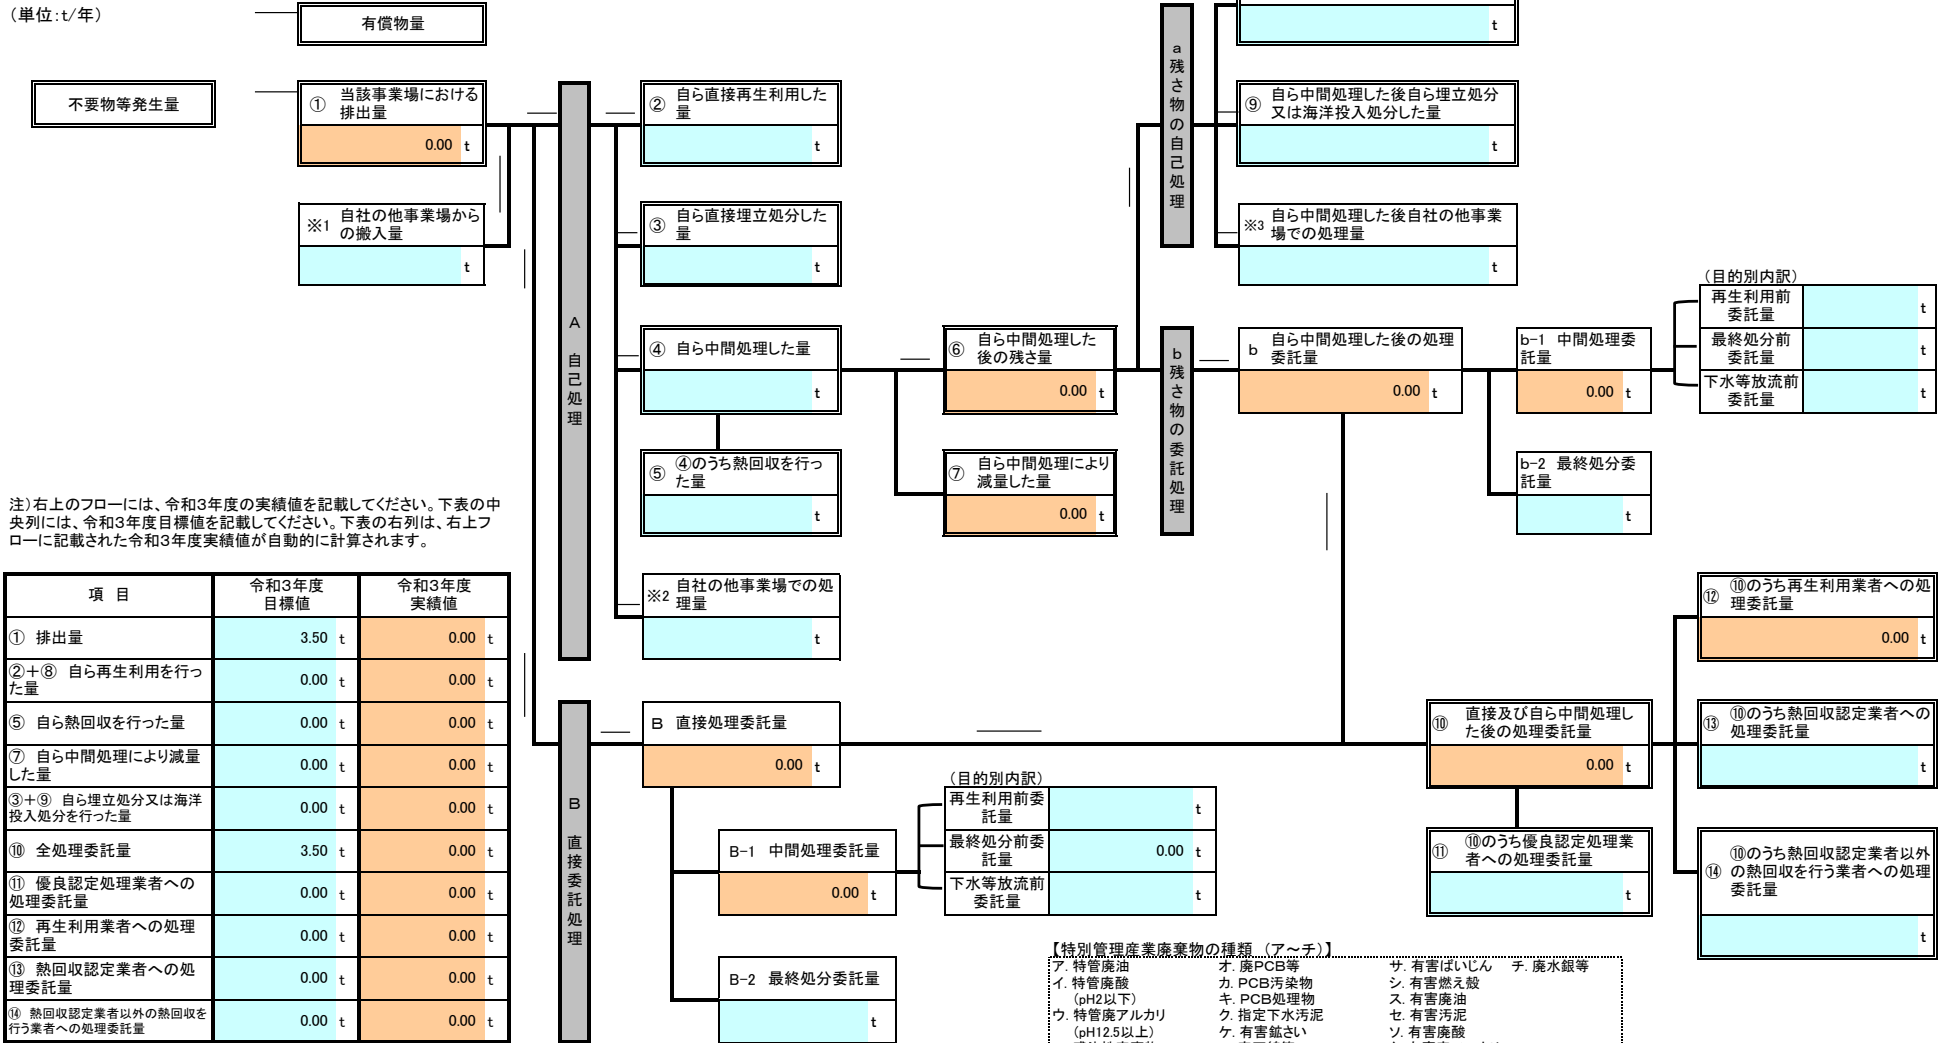 (単位:t/年)
有償物量
t
不要物等発生量
① 当該事業場における
排出量
0.00 t
※1 自社の他事業場から
の搬入量
t
A 自己処理
② 自ら直接再生利用した
量
t
③ 自ら直接埋立処分した
量
t
④ 自ら中間処理した量
t
⑤ ④のうち熱回収を行っ
た量
t
※2 自社の他事業場での処
理量
t
⑥ 自ら中間処理した
後の残さ量
0.00 t
⑦ 自ら中間処理により
減量した量
0.00 t
a 残さ物の自己処理
⑨ 自ら中間処理した後自ら埋立処分
又は海洋投入処分した量
t
※3 自ら中間処理した後自社の他事業
場での処理量
t
b 残さ物の委託処理
b 自ら中間処理した後の処理
委託量
0.00 t
b-1 中間処理委
託量
0.00 t
b-2 最終処分委
託量
t
(目的別内訳)
再生利用前
委託量
t
最終処分前
委託量
t
下水等放流前
委託量
t
注)右上のフローには、令和3年度の実績値を記載してください。下表の中
央列には、令和3年度目標値を記載してください。下表の右列は、右上フ
ローに記載された令和3年度実績値が自動的に計算されます。
項 目 令和3年度
目標値 令和3年度
実績値
① 排出量 3.50 t 0.00 t
②+⑧ 自ら再生利用を行っ
た量 0.00 t 0.00 t
⑤ 自ら熱回収を行った量 0.00 t 0.00 t
⑦ 自ら中間処理により減量
した量 0.00 t 0.00 t
③+⑨ 自ら埋立処分又は海洋
投入処分を行った量 0.00 t 0.00 t
⑩ 全処理委託量 3.50 t 0.00 t
⑪ 優良認定処理業者への
処理委託量 0.00 t 0.00 t
⑫ 再生利用業者への処理
委託量 0.00 t 0.00 t
⑬ 熱回収認定業者への処
理委託量 0.00 t 0.00 t
⑭ 熱回収認定業者以外の熱回収を
行う業者への処理委託量 0.00 t 0.00 t
B 直接委託処理
B 直接処理委託量
0.00 t
B-1 中間処理委託量
0.00 t
B-2 最終処分委託量
t
(目的別内訳)
再生利用前委
託量
t
最終処分前委
託量
0.00 t
下水等放流前
委託量
t
⑩ 直接及び自ら中間処理し
た後の処理委託量
0.00 t
⑪ ⑩のうち優良認定処理業
者への処理委託量
t
⑫ ⑩のうち再生利用業者への処
理委託量
0.00 t
⑬ ⑩のうち熱回収認定業者への
処理委託量
t
⑭ ⑩のうち熱回収認定業者以外
の熱回収を行う業者への処理
委託量
t
【特別管理産業廃棄物の種類 (ア~チ)】
ア. 特管廃油 オ. 廃PCB等 サ. 有害ばいじん チ. 廃水銀等
イ. 特管廃酸 カ. PCB汚染物 シ. 有害燃え殻
(pH2以下) キ. PCB処理物 ス. 有害廃油
ウ. 特管廃アルカリ ク. 指定下水汚泥 セ. 有害汚泥
(pH12.5以上) ケ. 有害鉱さい ソ. 有害廃酸